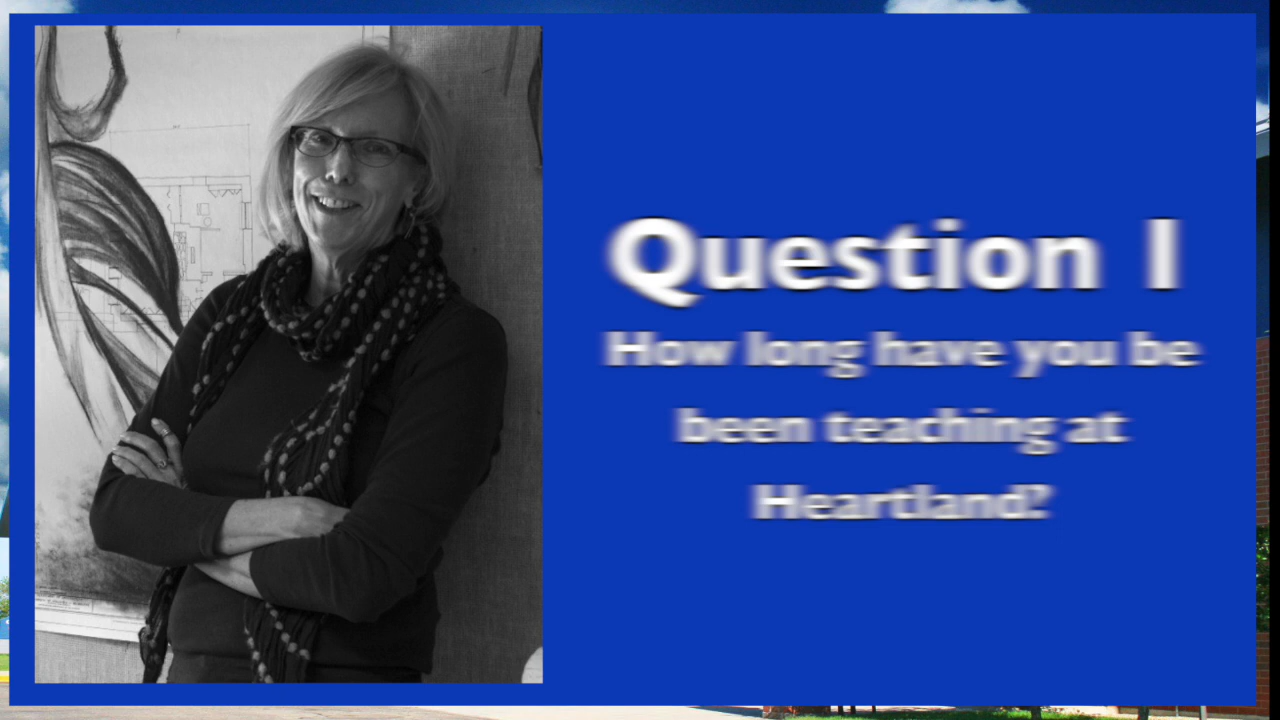 Question 1
How long have you be
been teaching at
Heartland?